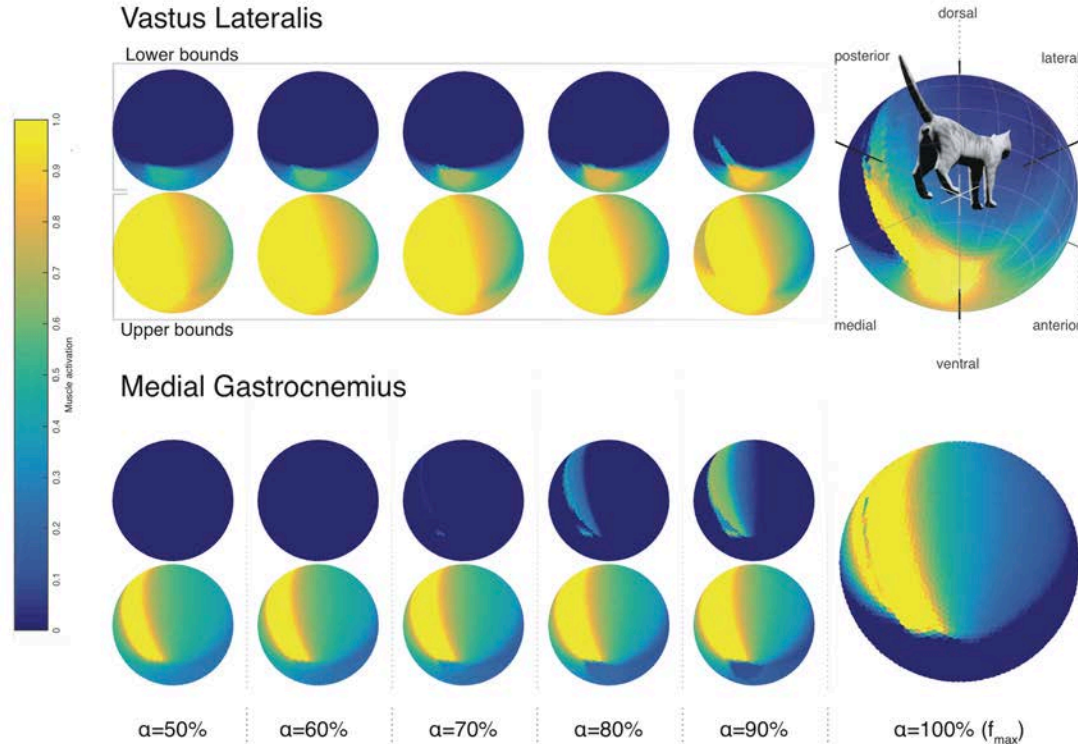 Vastus Lateralis
Lower bounds
Upper bounds
dorsal
posterior
lateral
medial
anterior
ventral
1.0
0.9
0.8
0.7
0.6
0.5
0.4
0.3
0.2
0.1
0
Muscle activation
Medial Gastrocnemius
α=50%
α=60%
α=70%
α=80%
α=90%
α=100% (fmax)